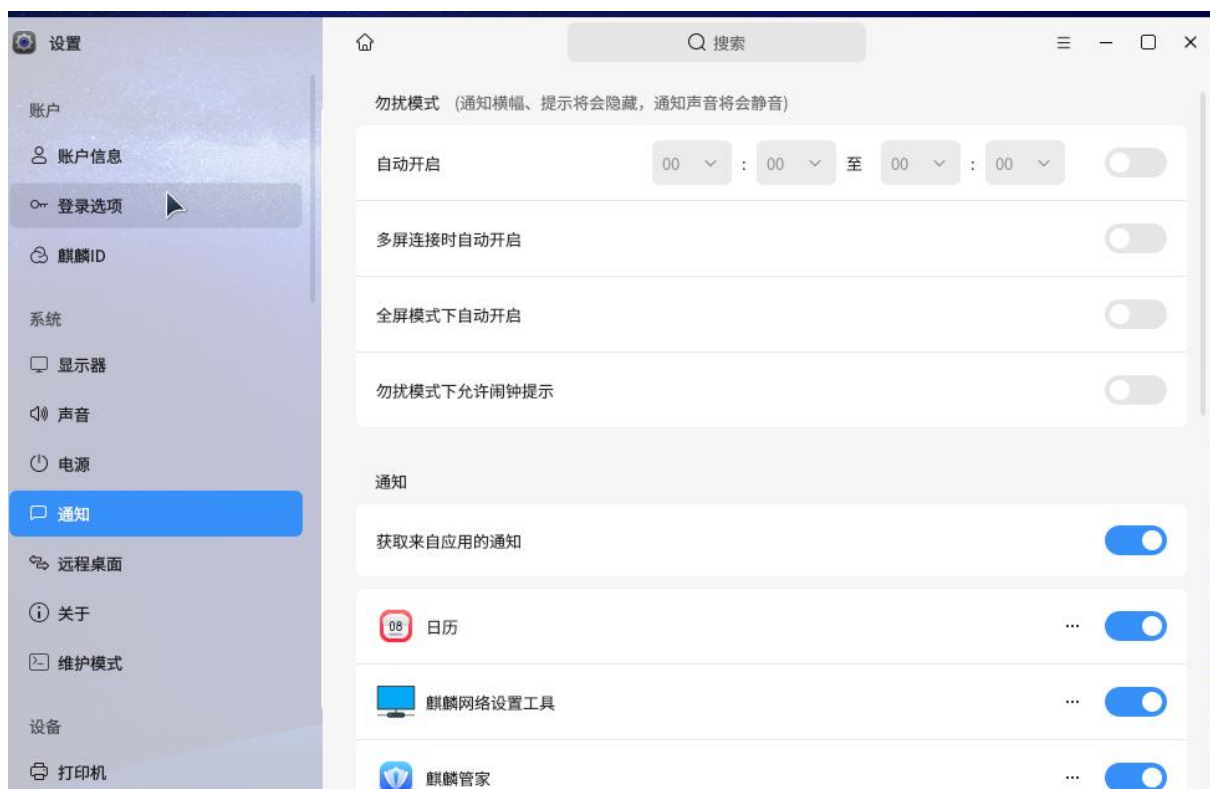 设置
搜索
账户
账户信息
登录选项
麒麟ID
系统
显示器
声音
电源
通知
远程桌面
关于
维护模式
设备
打印机
勿扰模式 (通知横幅、提示将会隐藏，通知声音将会静音)
自动开启 00 : 00 至 00 : 00
多屏连接时自动开启
全屏模式下自动开启
勿扰模式下允许闹钟提示
通知
获取来自应用的通知
08 日历 ...
麒麟网络设置工具 ...
麒麟管家 ...